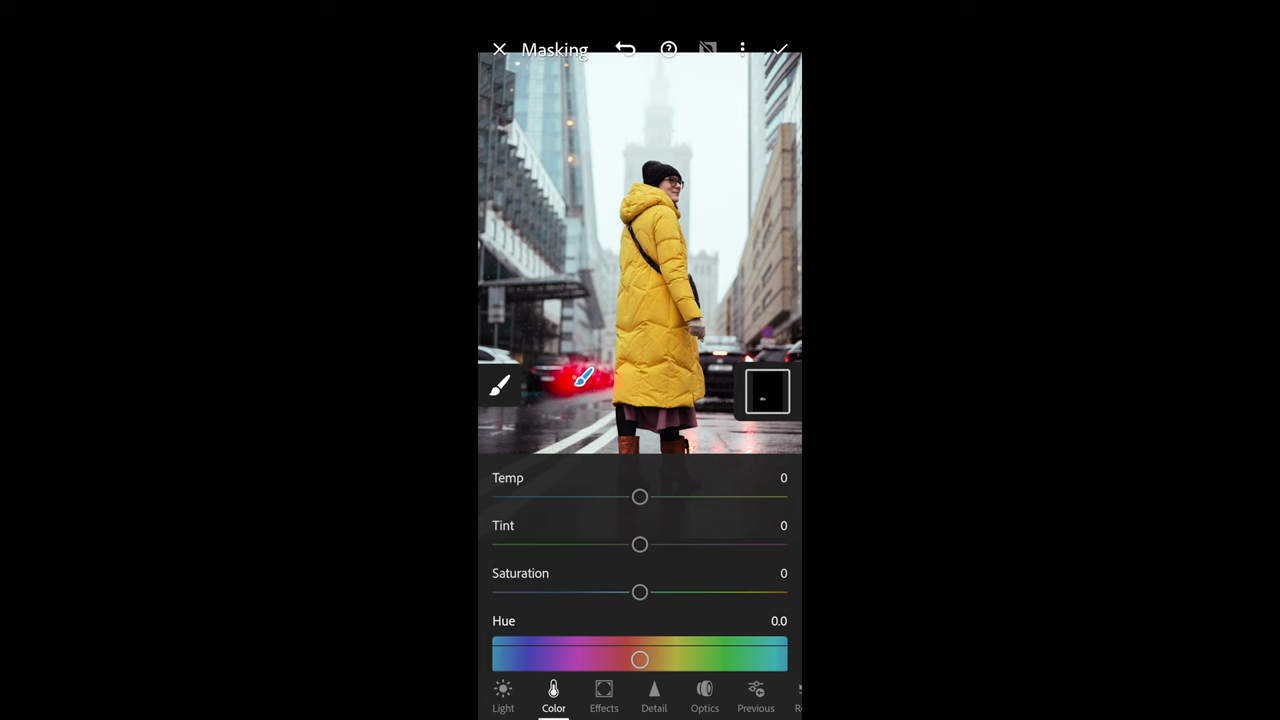 Masking
Temp 0
Tint 0
Saturation 0
Hue 0.0
Light Color Effects Detail Optics Previous